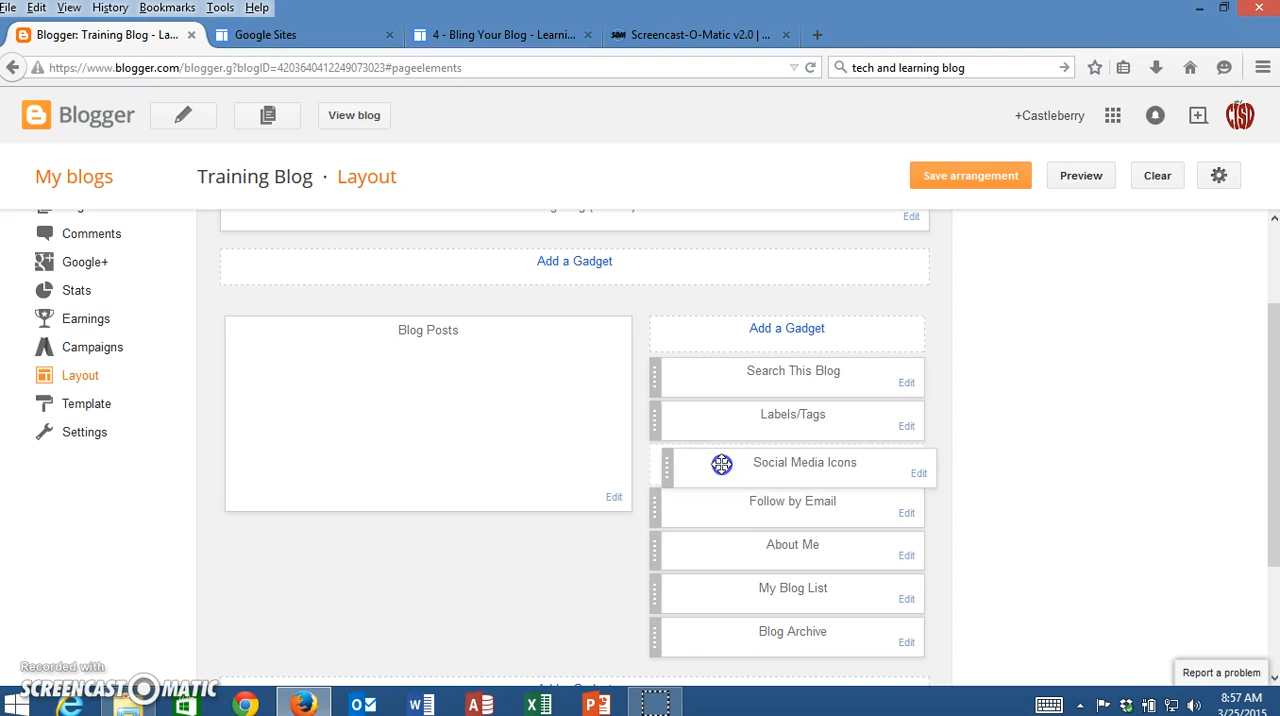 File Edit View History Bookmarks Tools Help
Blogger: Training Blog - La... × Google Sites × 4 - Bling Your Blog - Learni... × SOM Screencast-O-Matic v2.0 | ... × +
https://www.blogger.com/blogger.g?blogID=4203640412249073023#pageelements
tech and learning blog
Blogger
View blog
+Castleberry
CISD
My blogs
Training Blog · Layout
Save arrangement
Preview
Clear
Edit
Comments
Google+
Stats
Earnings
Campaigns
Layout
Template
Settings
Add a Gadget
Blog Posts
Edit
Add a Gadget
Search This Blog
Edit
Labels/Tags
Edit
Social Media Icons
Edit
Follow by Email
Edit
About Me
Edit
My Blog List
Edit
Blog Archive
Edit
Recorded with
SCREENCAST-O-MATIC
Report a problem
8:57 AM
3/25/2015